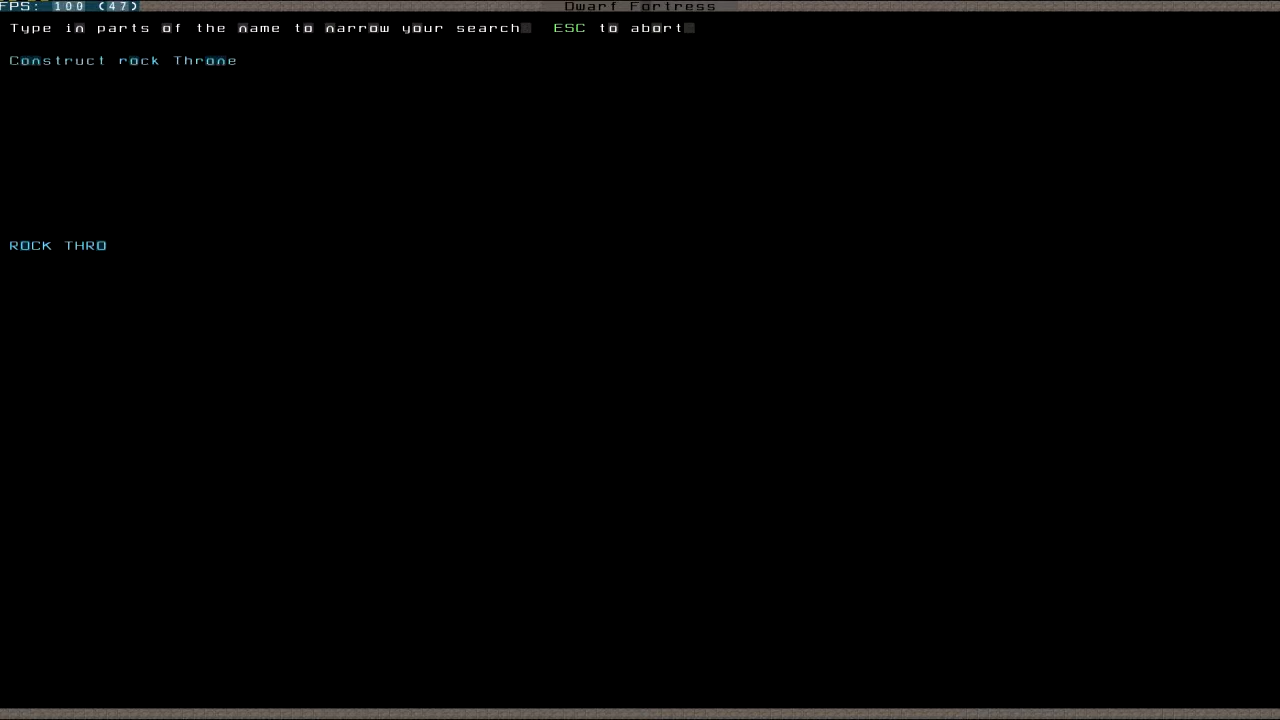 FPS: 100 (47)
Dwarf Fortress
Type in parts of the name to narrow your search. ESC to abort.
Construct rock Throne
ROCK THRO